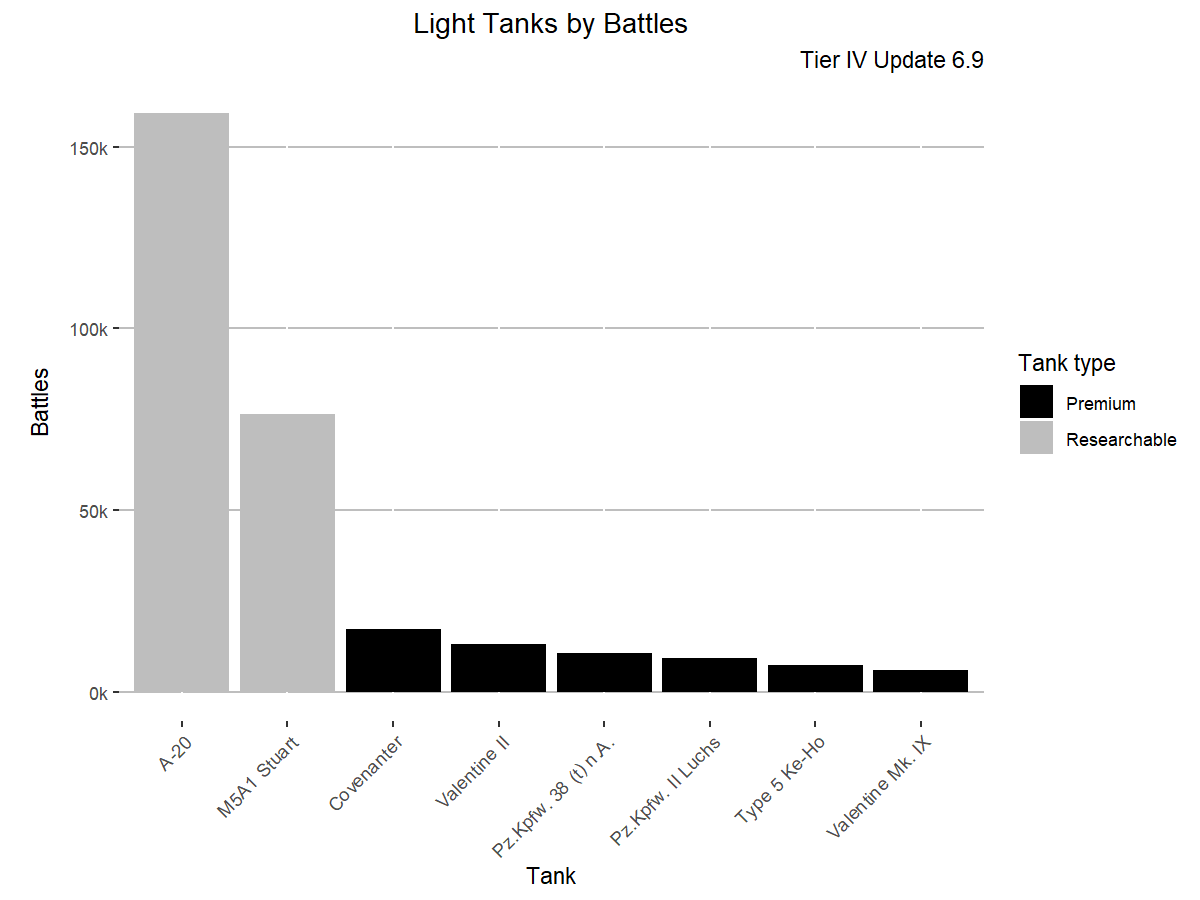 Light Tanks by Battles
Tier IV Update 6.9
Battles
150k
100k
50k
0k
A-20
M5A1 Stuart
Covenanter
Valentine II
Pz.Kpfw. 38 (t) n.A.
Pz.Kpfw. II Luchs
Type 5 Ke-Ho
Valentine Mk. IX
Tank
Tank type
Premium
Researchable